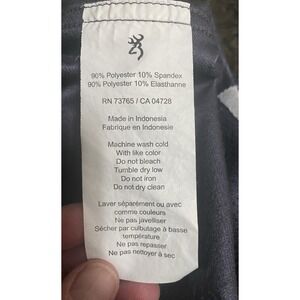 90% Polyester 10% Spandex
90% Polyester 10% Elasthanne
RN 73765 / CA 04728
Made in Indonesia
Fabrique en Indonesie
Machine wash cold
With like color
Do not bleach
Tumble dry low
Do not iron
Do not dry clean
Laver séparément ou avec
comme couleurs
Ne pas javelliser
Sécher par culbutage à basse
température
Ne pas repasser
Ne pas nettoyer à sec